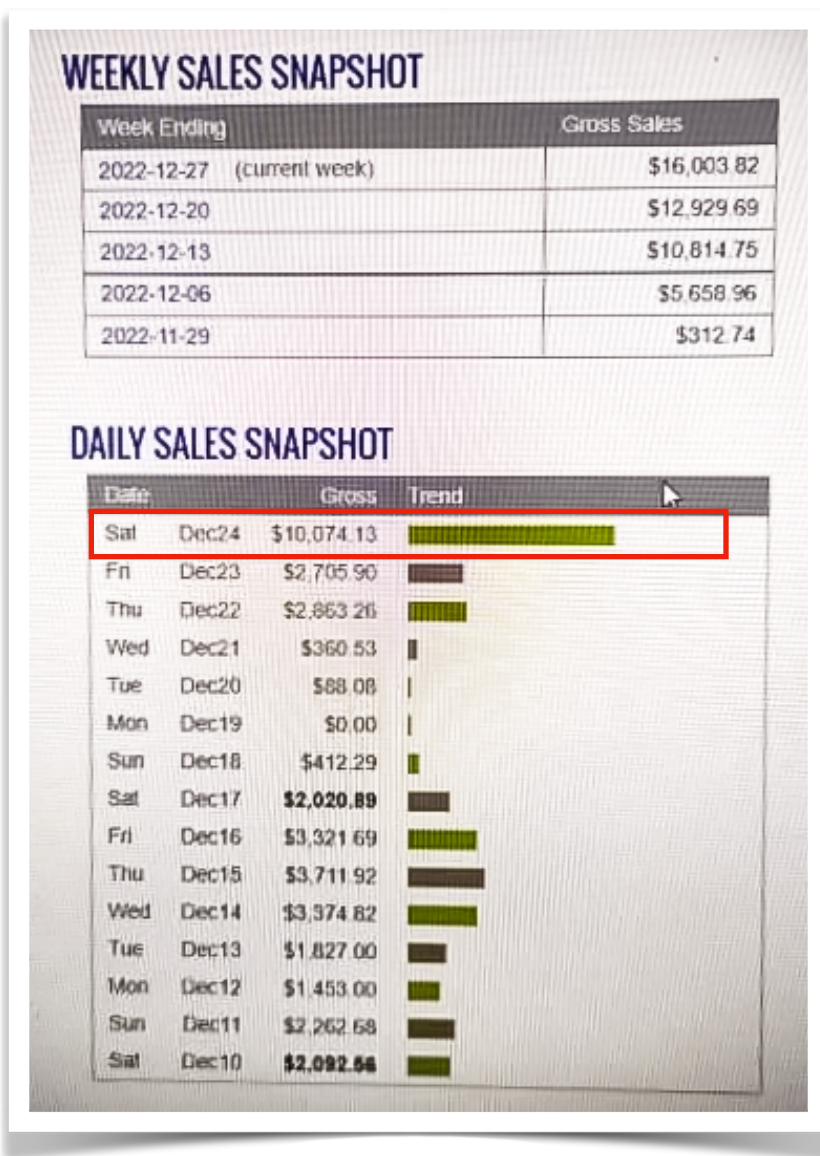 WEEKLY SALES SNAPSHOT
Week Ending Gross Sales
2022-12-27 (current week) $16,003.82
2022-12-20 $12,929.69
2022-12-13 $10,814.75
2022-12-06 $5,658.96
2022-11-29 $312.74
DAILY SALES SNAPSHOT
Date Gross Trend
Sat Dec24 $10,074.13
Fri Dec23 $2,705.90
Thu Dec22 $2,863.26
Wed Dec21 $360.53
Tue Dec20 $88.08
Mon Dec19 $0.00
Sun Dec18 $412.29
Sat Dec17 $2,020.89
Fri Dec16 $3,321.69
Thu Dec15 $3,711.92
Wed Dec14 $3,374.82
Tue Dec13 $1,827.00
Mon Dec12 $1,453.00
Sun Dec11 $2,262.68
Sat Dec10 $2,092.56